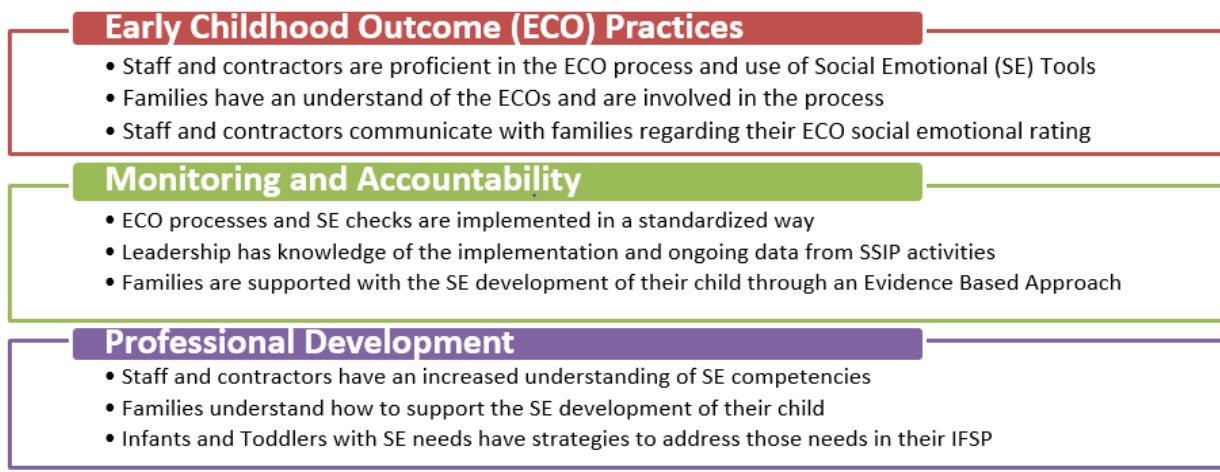 Early Childhood Outcome (ECO) Practices
• Staff and contractors are proficient in the ECO process and use of Social Emotional (SE) Tools
• Families have an understand of the ECOs and are involved in the process
• Staff and contractors communicate with families regarding their ECO social emotional rating
Monitoring and Accountability
• ECO processes and SE checks are implemented in a standardized way
• Leadership has knowledge of the implementation and ongoing data from SSIP activities
• Families are supported with the SE development of their child through an Evidence Based Approach
Professional Development
• Staff and contractors have an increased understanding of SE competencies
• Families understand how to support the SE development of their child
• Infants and Toddlers with SE needs have strategies to address those needs in their IFSP